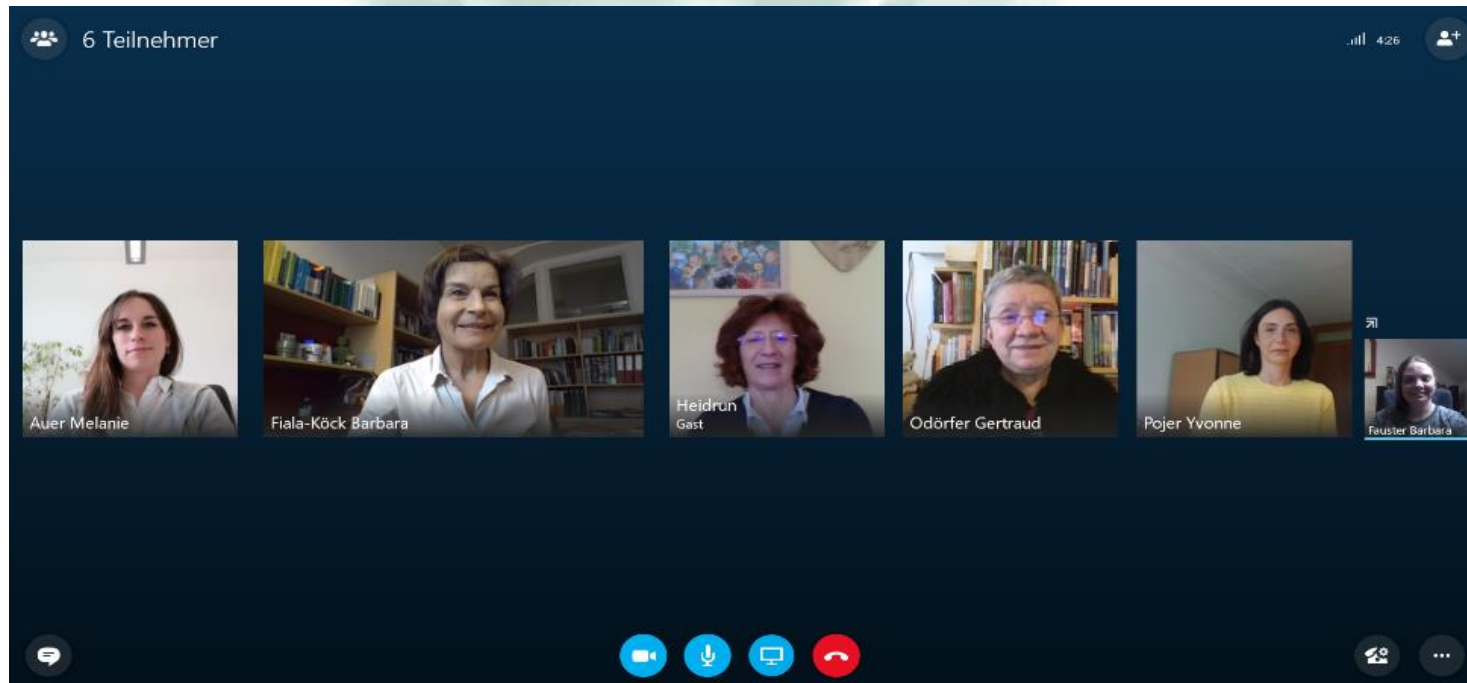 6 Teilnehmer
4:26
Auer Melanie
Fiala-Köck Barbara
Heidrun
Gast
Odörfer Gertraud
Pojer Yvonne
Fauster Barbara